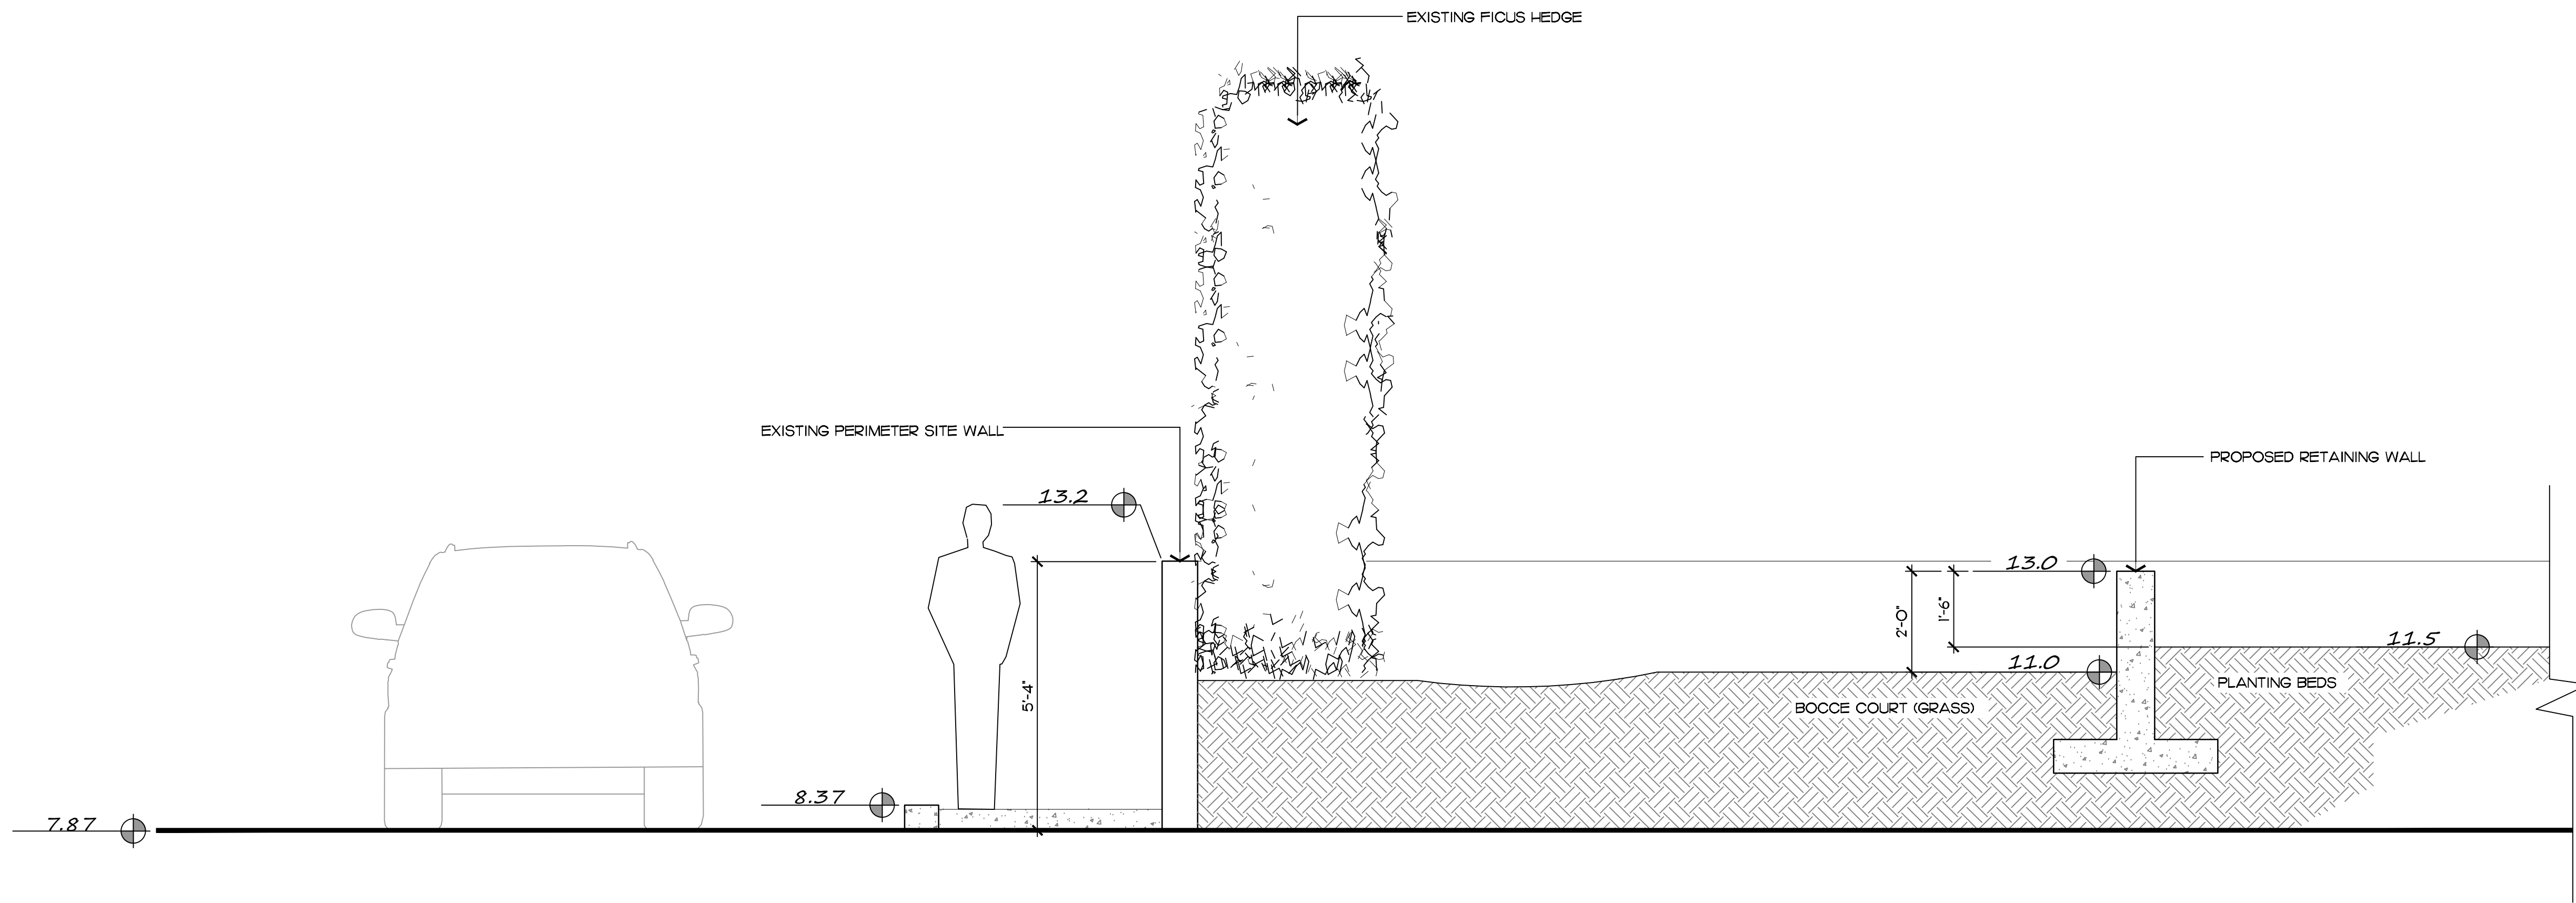 EXISTING FICUS HEDGE
EXISTING PERIMETER SITE WALL
PROPOSED RETAINING WALL
13.2
13.0
2'-0"
1'-6"
11.5
11.0
PLANTING BEDS
5'-4"
BOCCE COURT (GRASS)
8.37
7.87